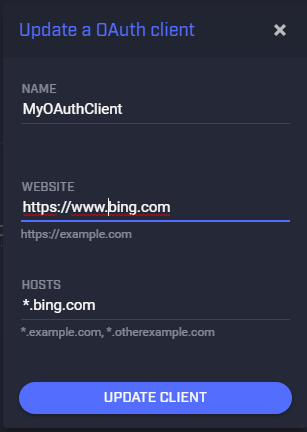 Update a OAuth client
NAME
MyOAuthClient
WEBSITE
https://www.bing.com
https://example.com
HOSTS
*.bing.com
*.example.com, *.otherexample.com
UPDATE CLIENT